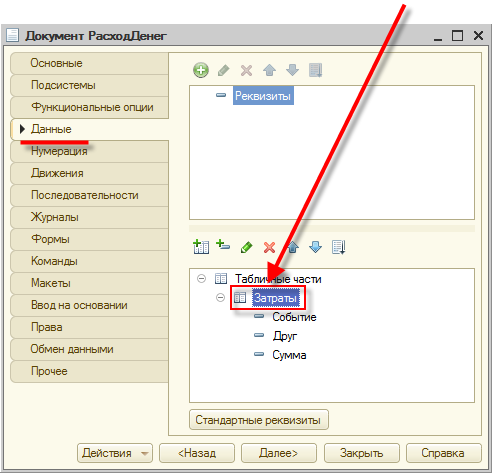 Документ РасходДенег
Основные
Подсистемы
Функциональные опции
Данные
Нумерация
Движения
Последовательности
Журналы
Формы
Команды
Макеты
Ввод на основании
Права
Обмен данными
Прочее
Реквизиты
Табличные части
Затраты
Событие
Друг
Сумма
Стандартные реквизиты
Действия
<Назад
Далее>
Закрыть
Справка